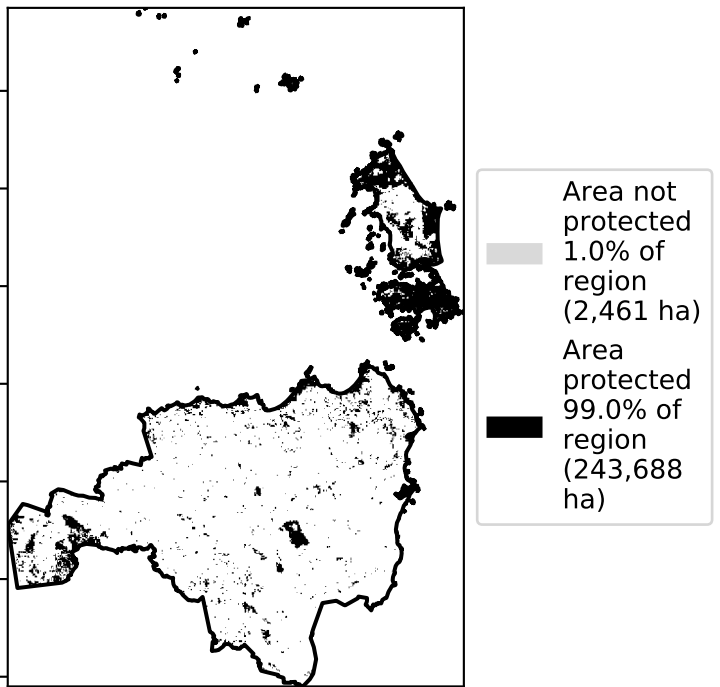 Area not
protected
1.0% of
region
(2,461 ha)
Area
protected
99.0% of
region
(243,688
ha)